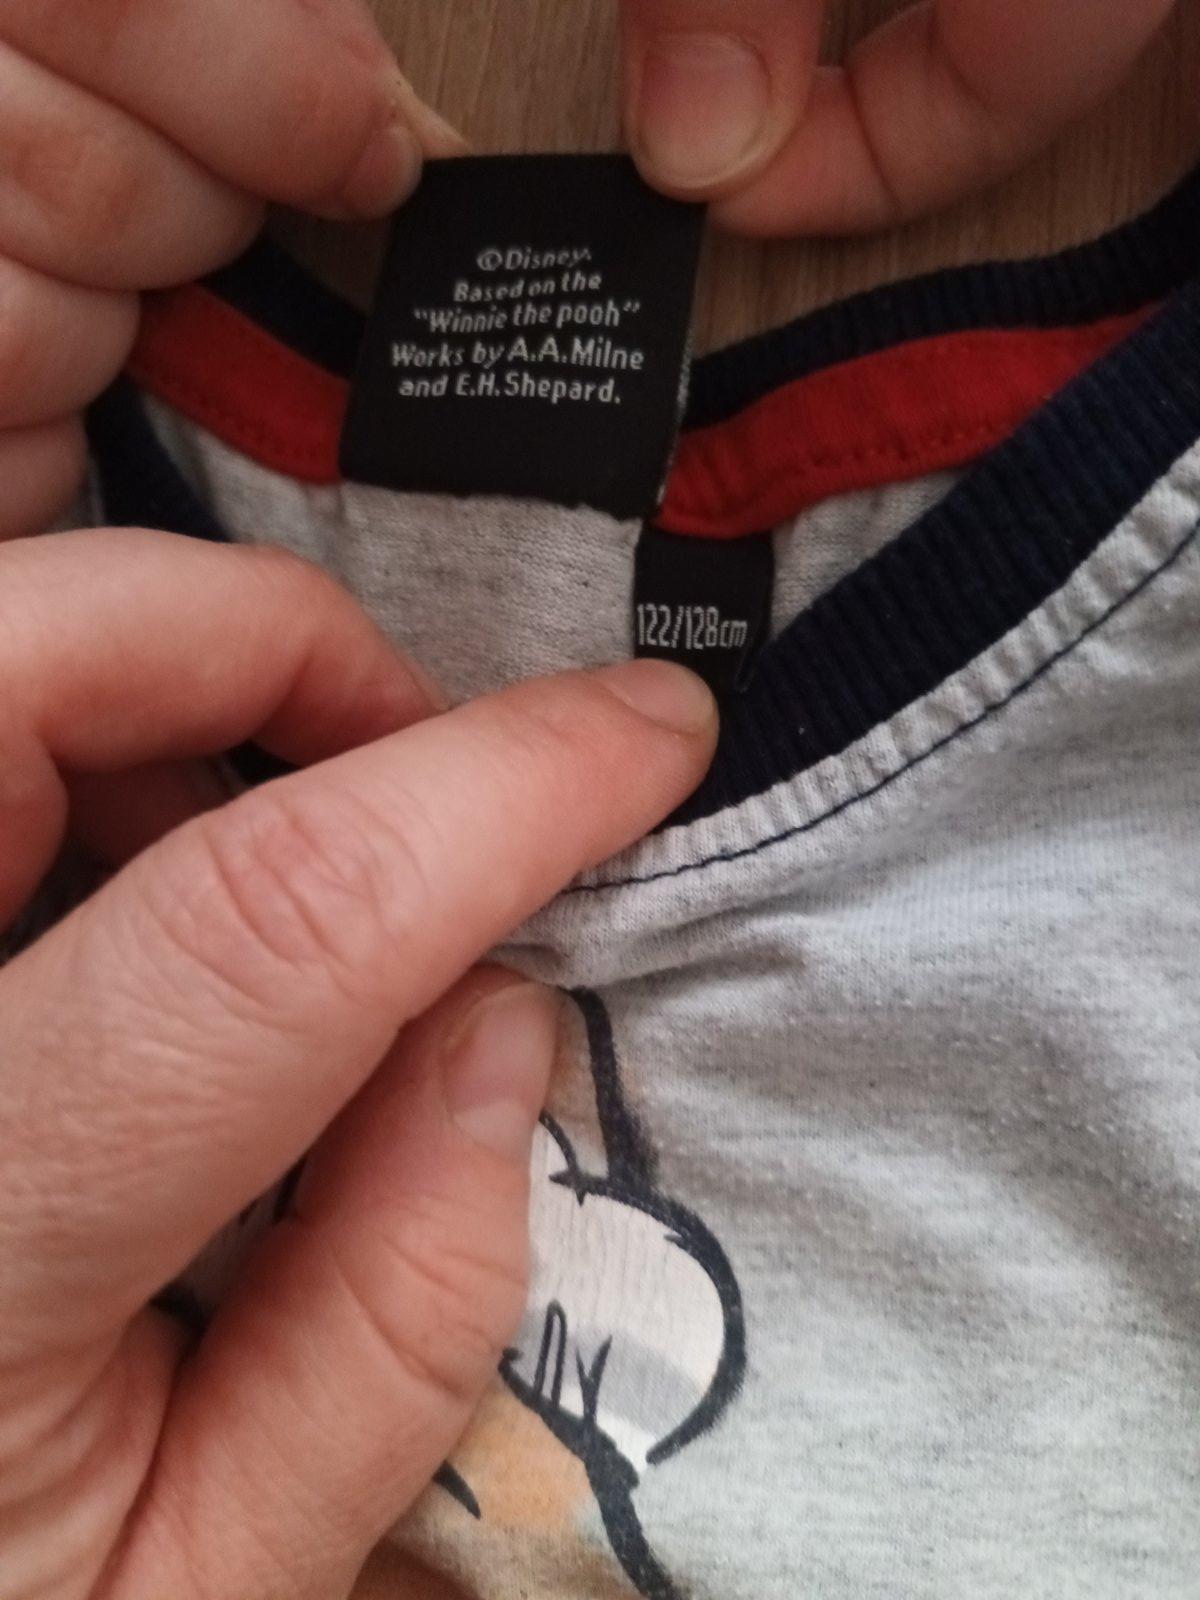 ©Disney.
Based on the
"Winnie the pooh"
Works by A.A.Milne
and E.H.Shepard.
122/128cm